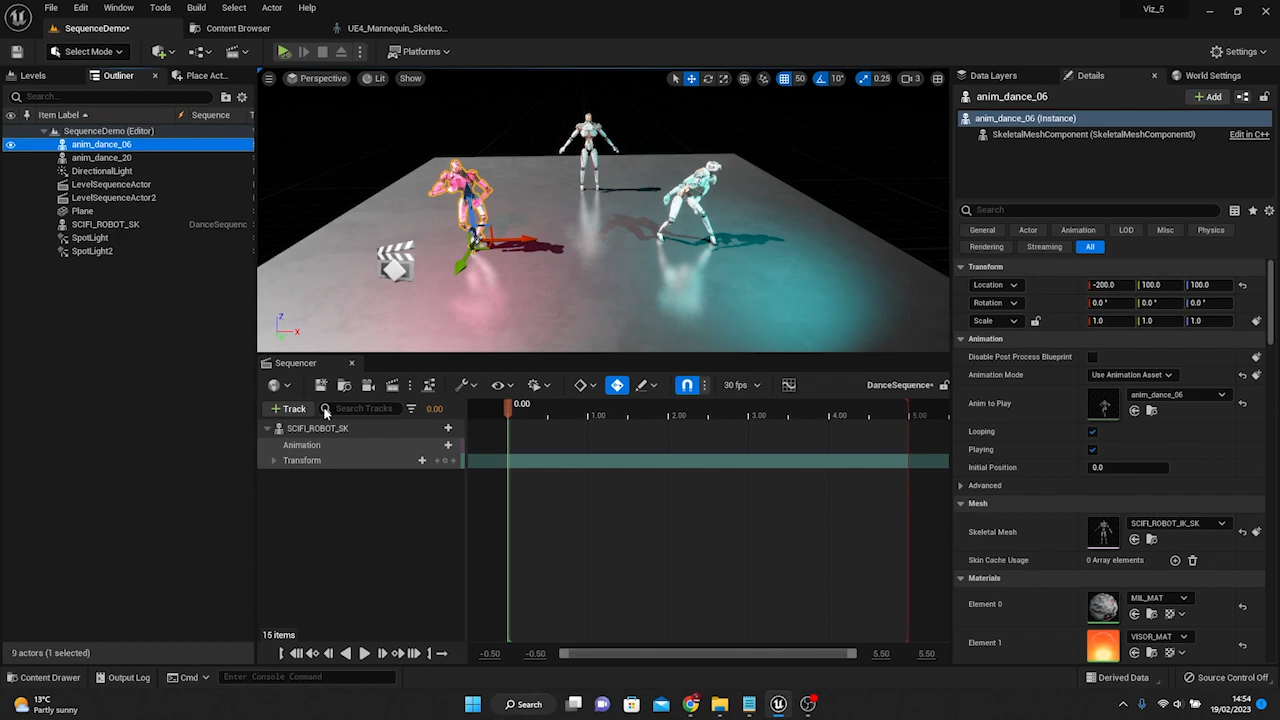 File Edit Window Tools Build Select Actor Help
Viz_5
SequenceDemo*
Content Browser
UE4_Mannequin_Skeleto...
Select Mode
Platforms
Settings
Levels
Outliner
Place Act...
Perspective
Lit
Show
50
10°
0.25
3
Data Layers
Details
World Settings
Search...
anim_dance_06
Add
Item Label
Sequence
T
anim_dance_06 (Instance)
SequenceDemo (Editor)
SkeletalMeshComponent (SkeletalMeshComponent0)
Edit in C++
anim_dance_06
anim_dance_20
DirectionalLight
LevelSequenceActor
LevelSequenceActor2
Plane
SCIFI_ROBOT_SK
DanceSequenc
SpotLight
SpotLight2
Search
General Actor Animation LOD Misc Physics
Rendering Streaming All
Transform
Location -200.0 100.0 100.0
Rotation 0.0° 0.0° 0.0°
Scale 1.0 1.0 1.0
Z
X
Animation
Disable Post Process Blueprint
Animation Mode Use Animation Asset
Anim to Play anim_dance_06
Looping
Playing
Initial Position 0.0
Advanced
Mesh
Skeletal Mesh SCIFI_ROBOT_IK_SK
Skin Cache Usage 0 Array elements
Materials
Element 0 MIL_MAT
Element 1 VISOR_MAT
Sequencer
30 fps
DanceSequence*
Track
Search Tracks
0.00
0.00
1.00 2.00 3.00 4.00 5.00
SCIFI_ROBOT_SK
Animation
Transform
15 items
-0.50 -0.50 5.50 5.50
9 actors (1 selected)
Content Drawer
Output Log
Cmd
Enter Console Command
Derived Data
Source Control Off
13°C
Partly sunny
Search
14:54
19/02/2023